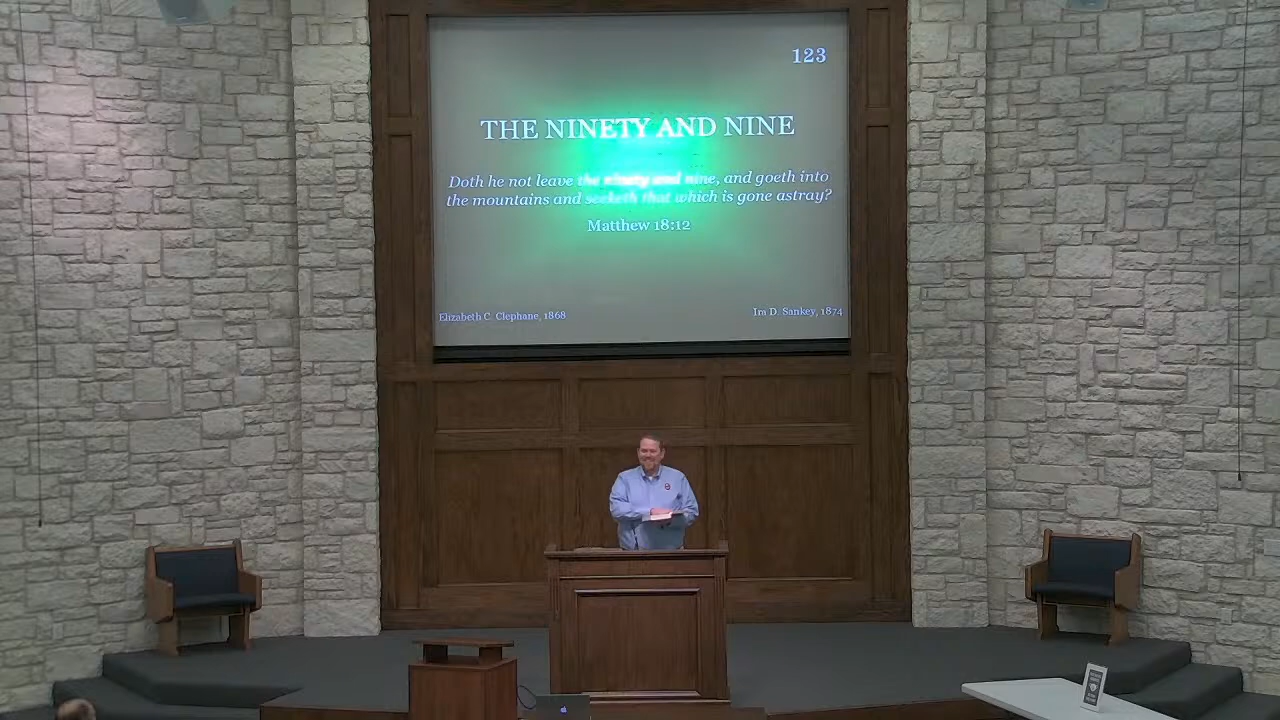 123
THE NINETY AND NINE
Doth he not leave the ninety and nine, and goeth into
the mountains and seeketh that which is gone astray?
Matthew 18:12
Elizabeth C. Clephane, 1868
Ira D. Sankey, 1874